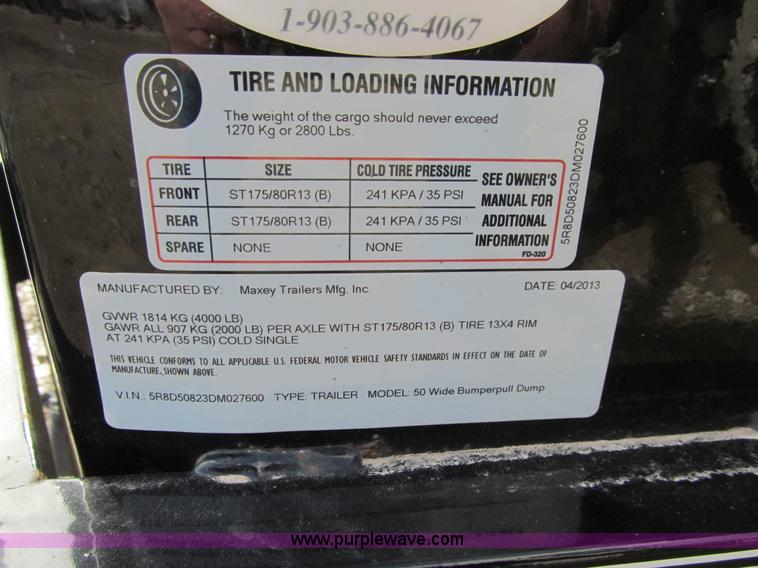 1-903-886-4067
TIRE AND LOADING INFORMATION
The weight of the cargo should never exceed
1270 Kg or 2800 Lbs.
TIRE SIZE COLD TIRE PRESSURE
FRONT ST175/80R13 (B) 241 KPA / 35 PSI
REAR ST175/80R13 (B) 241 KPA / 35 PSI
SPARE NONE NONE
SEE OWNER'S
MANUAL FOR
ADDITIONAL
INFORMATION
FD-320
5R8D50823DM027600
MANUFACTURED BY: Maxey Trailers Mfg. Inc DATE: 04/2013
GVWR 1814 KG (4000 LB)
GAWR ALL 907 KG (2000 LB) PER AXLE WITH ST175/80R13 (B) TIRE 13X4 RIM
AT 241 KPA (35 PSI) COLD SINGLE
THIS VEHICLE CONFORMS TO ALL APPLICABLE U.S. FEDERAL MOTOR VEHICLE SAFETY STANDARDS IN EFFECT ON THE DATE OF
MANUFACTURE, SHOWN ABOVE.
V.I.N.: 5R8D50823DM027600 TYPE: TRAILER MODEL: 50 Wide Bumperpull Dump
www.purplewave.com